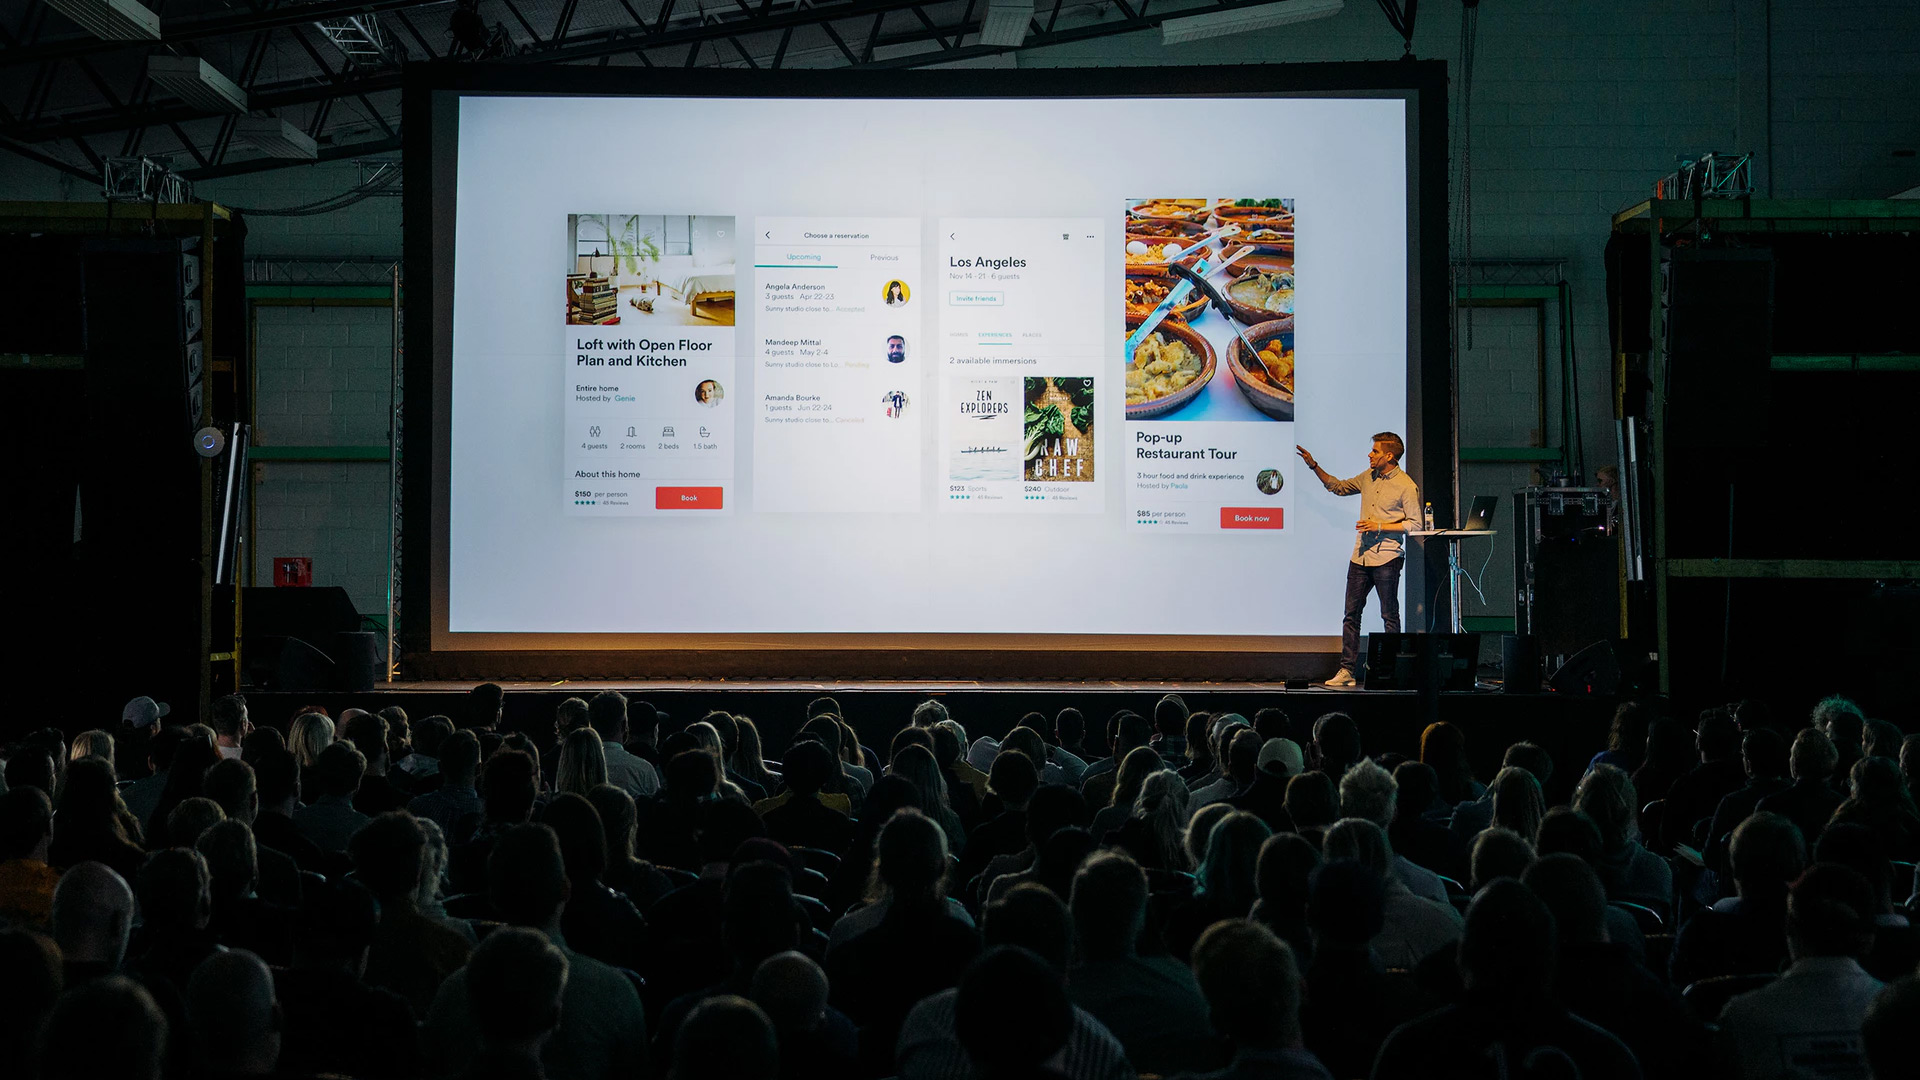 Loft with Open Floor
Plan and Kitchen
Entire home
Hosted by Genie
4 guests 2 rooms 2 beds 1.5 bath
About this home
$150 per person
45 Reviews
Book
Choose a reservation
Upcoming Previous
Angela Anderson
3 guests Apr 22-23
Sunny studio close to... Accepted
Mandeep Mittal
4 guests May 2-4
Sunny studio close to Lo... Pending
Amanda Bourke
1 guests Jun 22-24
Sunny studio close to... Canceled
Los Angeles
Nov 14 - 21 · 6 guests
Invite friends
HOMES EXPERIENCES PLACES
2 available immersions
ZEN
EXPLORERS
$123 Sports
45 Reviews
RAW
CHEF
$240 Outdoor
45 Reviews
Pop-up
Restaurant Tour
3 hour food and drink experience
Hosted by Paola
$85 per person
45 Reviews
Book now